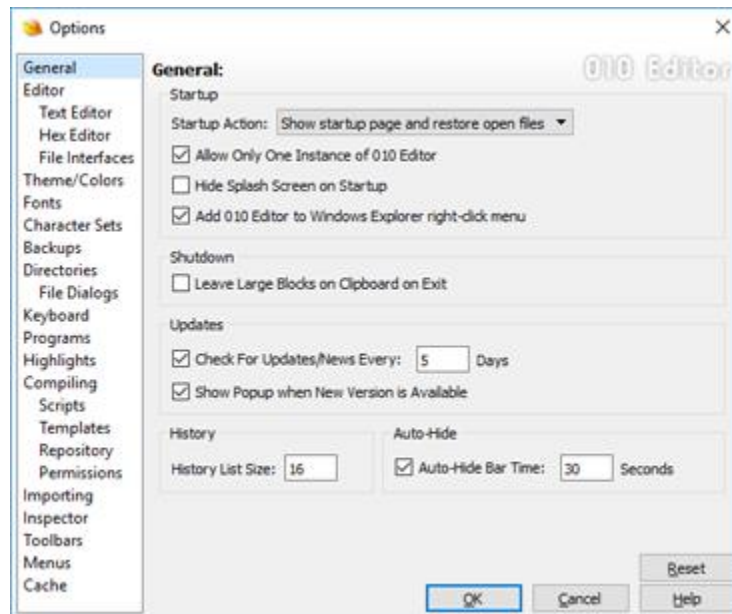 Options
General
Editor
Text Editor
Hex Editor
File Interfaces
Theme/Colors
Fonts
Character Sets
Backups
Directories
File Dialogs
Keyboard
Programs
Highlights
Compiling
Scripts
Templates
Repository
Permissions
Importing
Inspector
Toolbars
Menus
Cache
General:
010 Editor
Startup
Startup Action: Show startup page and restore open files
Allow Only One Instance of 010 Editor
Hide Splash Screen on Startup
Add 010 Editor to Windows Explorer right-click menu
Shutdown
Leave Large Blocks on Clipboard on Exit
Updates
Check For Updates/News Every: 5 Days
Show Popup when New Version is Available
History
History List Size: 16
Auto-Hide
Auto-Hide Bar Time: 30 Seconds
Reset
OK Cancel Help